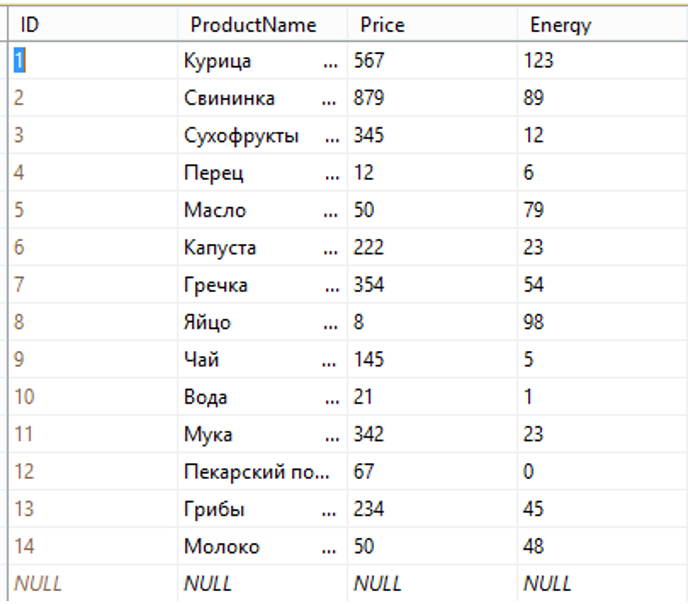 ID ProductName Price Energy
1 Курица ... 567 123
2 Свининка ... 879 89
3 Сухофрукты ... 345 12
4 Перец ... 12 6
5 Масло ... 50 79
6 Капуста ... 222 23
7 Гречка ... 354 54
8 Яйцо ... 8 98
9 Чай ... 145 5
10 Вода ... 21 1
11 Мука ... 342 23
12 Пекарский по... 67 0
13 Грибы ... 234 45
14 Молоко ... 50 48
NULL NULL NULL NULL